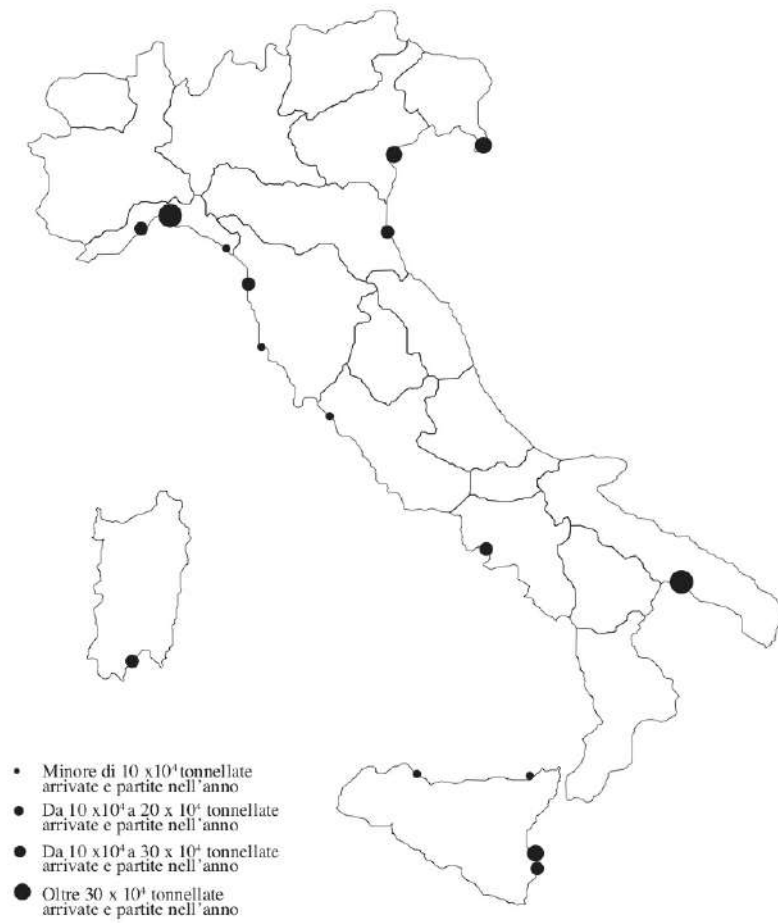 Minore di 10 x10⁴ tonnellate
arrivate e partite nell'anno
Da 10 x10⁴ a 20 x 10⁴ tonnellate
arrivate e partite nell'anno
Da 10 x10⁴ a 30 x 10⁴ tonnellate
arrivate e partite nell'anno
Oltre 30 x 10⁴ tonnellate
arrivate e partite nell'anno